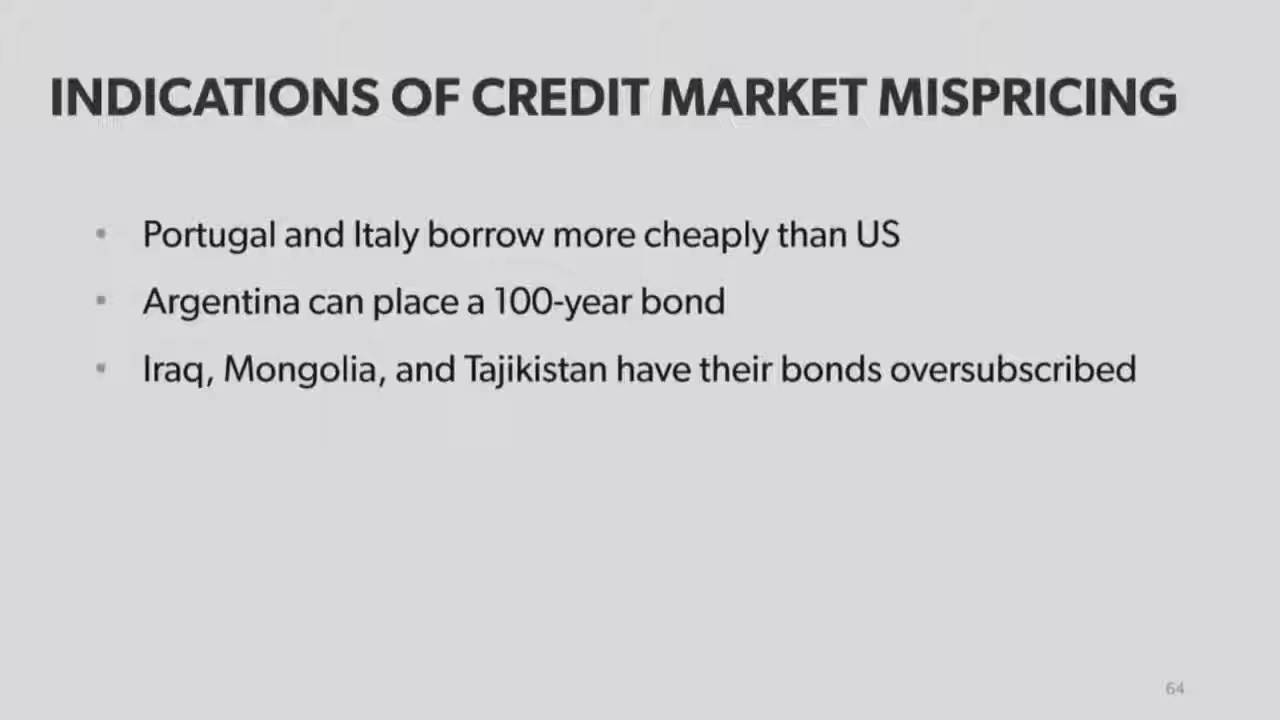 INDICATIONS OF CREDIT MARKET MISPRICING
• Portugal and Italy borrow more cheaply than US
• Argentina can place a 100-year bond
• Iraq, Mongolia, and Tajikistan have their bonds oversubscribed
64